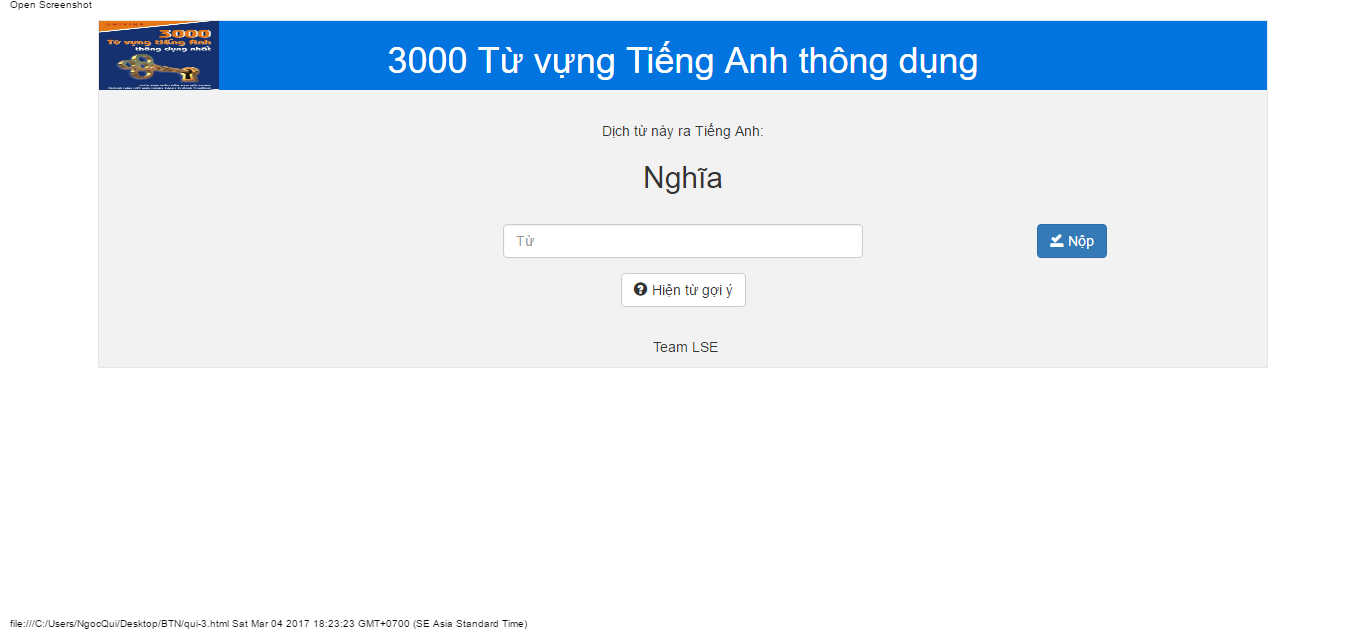 Open Screenshot
UNIVINA
3000
Từ vựng tiếng Anh
thông dụng nhất
3000 Từ vựng Tiếng Anh thông dụng
Dịch từ này ra Tiếng Anh:
Nghĩa
Từ
Nộp
Hiện từ gợi ý
Team LSE
file:///C:/Users/NgocQui/Desktop/BTN/qui-3.html Sat Mar 04 2017 18:23:23 GMT+0700 (SE Asia Standard Time)